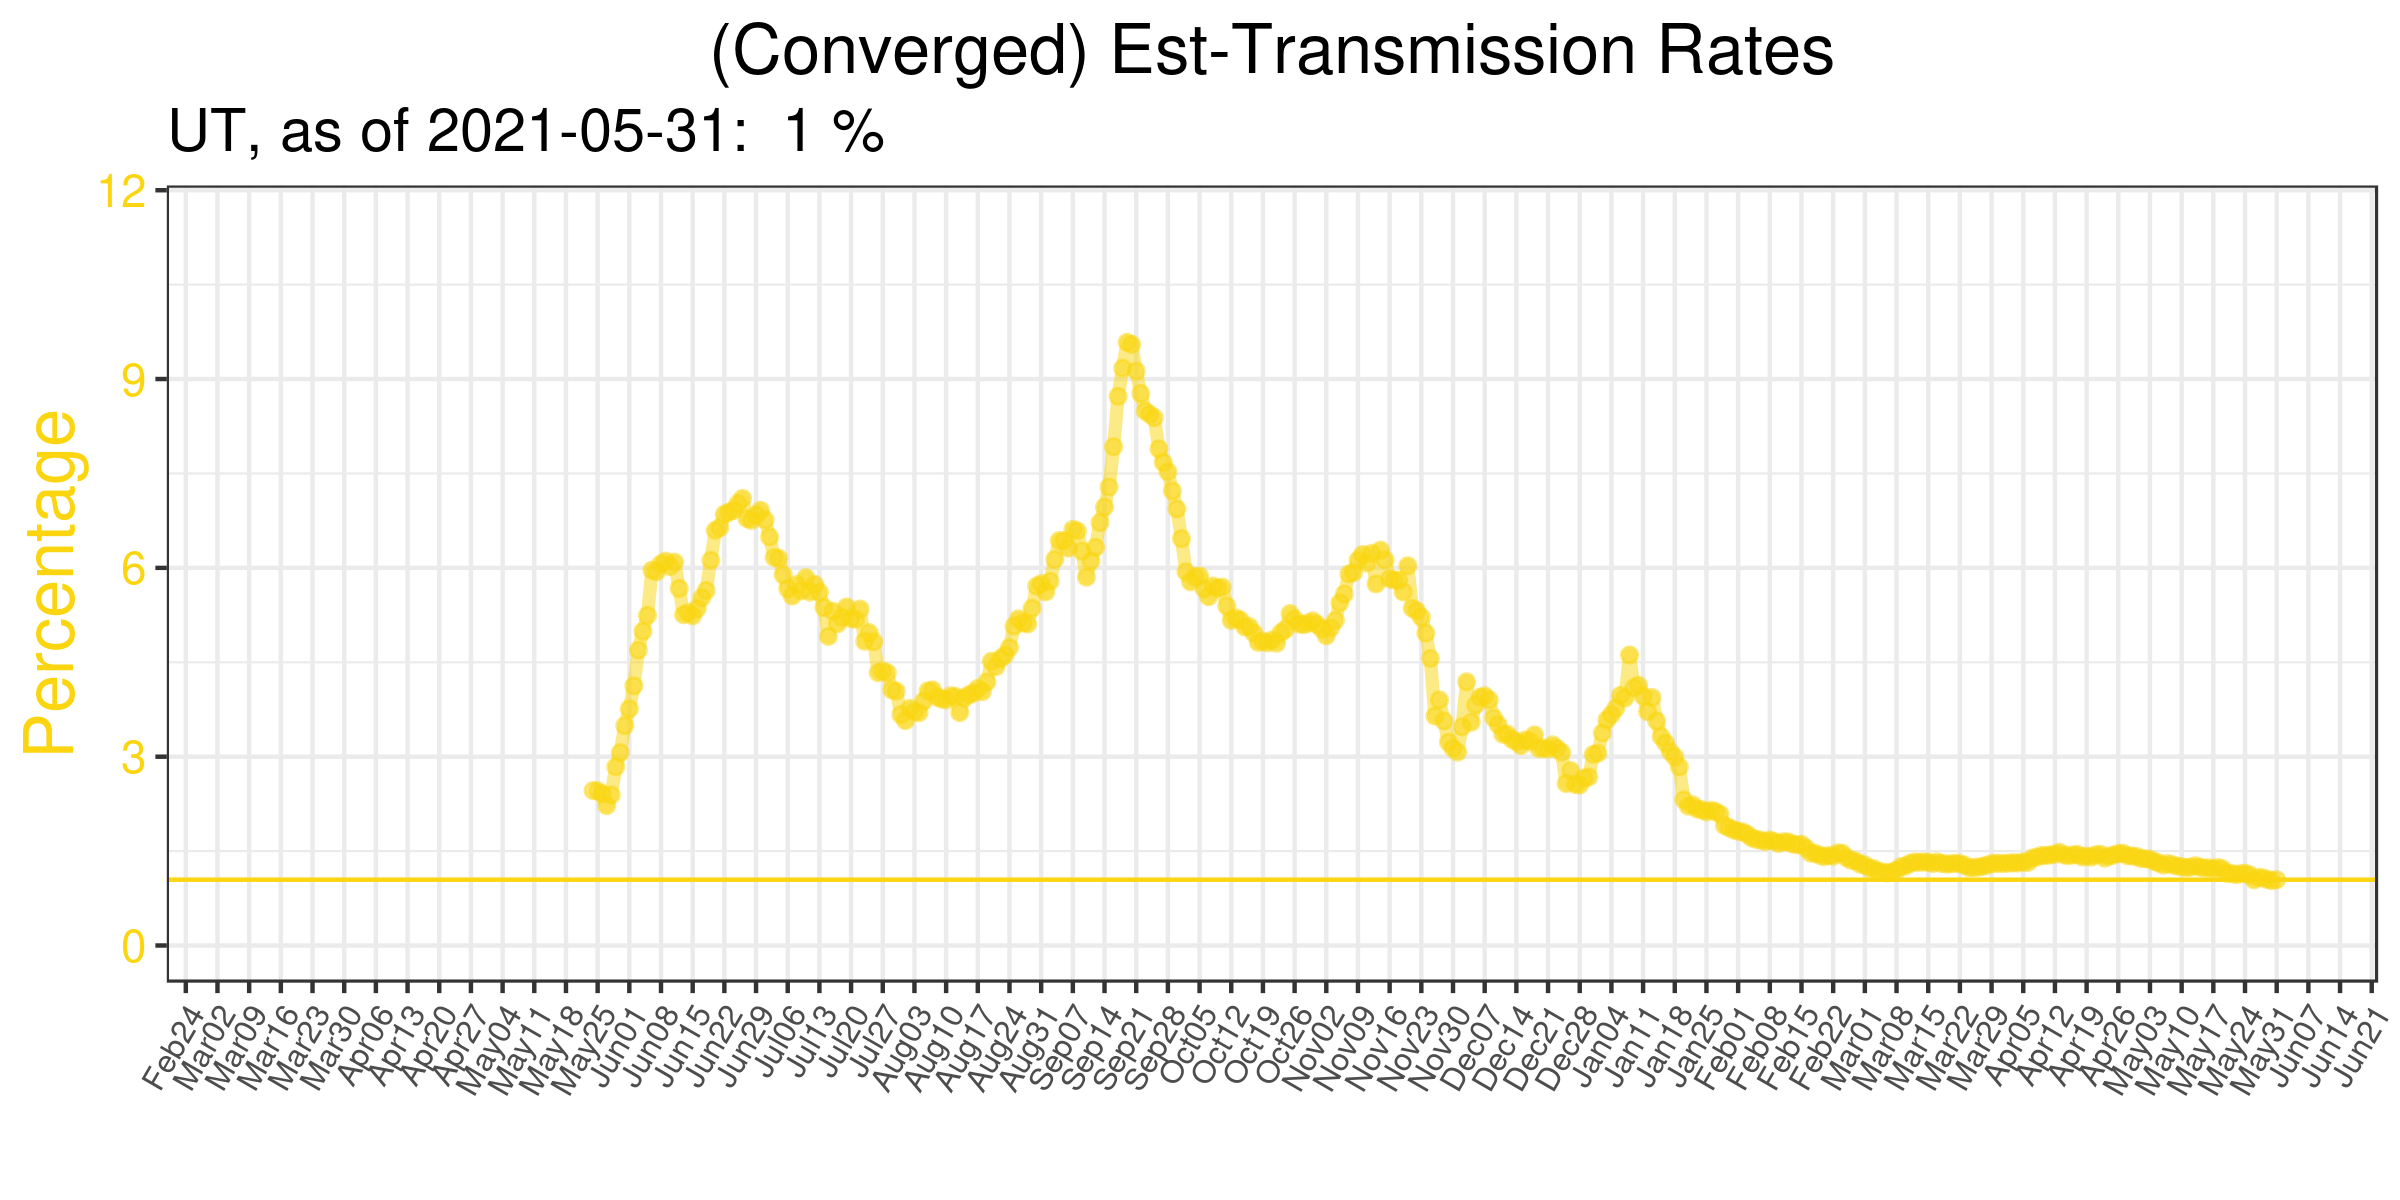 (Converged) Est-Transmission Rates
UT, as of 2021-05-31:  1 %
Percentage
12
9
6
3
0
Feb24
Mar02
Mar09
Mar16
Mar23
Mar30
Apr06
Apr13
Apr20
Apr27
May04
May11
May18
May25
Jun01
Jun08
Jun15
Jun22
Jun29
Jul06
Jul13
Jul20
Jul27
Aug03
Aug10
Aug17
Aug24
Aug31
Sep07
Sep14
Sep21
Sep28
Oct05
Oct12
Oct19
Oct26
Nov02
Nov09
Nov16
Nov23
Nov30
Dec07
Dec14
Dec21
Dec28
Jan04
Jan11
Jan18
Jan25
Feb01
Feb08
Feb15
Feb22
Mar01
Mar08
Mar15
Mar22
Mar29
Apr05
Apr12
Apr19
Apr26
May03
May10
May17
May24
May31
Jun07
Jun14
Jun21